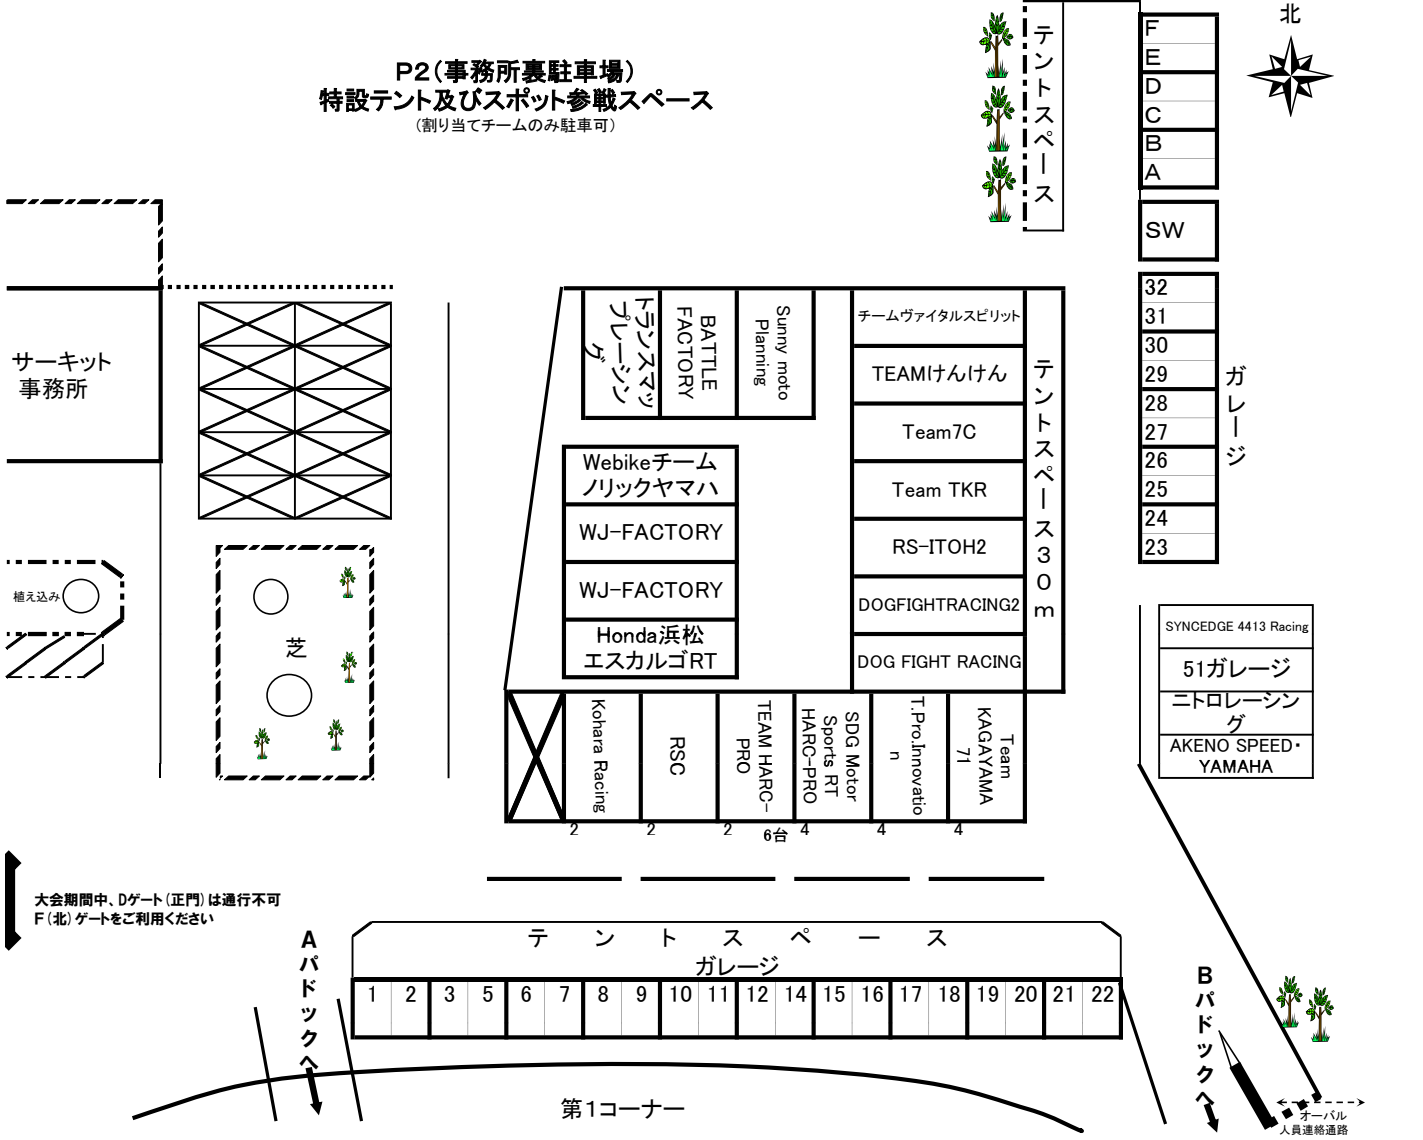 北
P2(事務所裏駐車場)
特設テント及びスポット参戦スペース
(割り当てチームのみ駐車可)
テントスペース
F
E
D
C
B
A
SW
32
31
30
29
28
27
26
25
24
23
ガレージ
サーキット
事務所
トランスマッ
プレーシン
グ
BATTLE
FACTORY
Sunny moto
Planning
チームヴァイタルスピリット
TEAMけんけん
Team7C
Team TKR
RS-ITOH2
DOGFIGHTRACING2
DOG FIGHT RACING
テントスペース30m
Webikeチーム
ノリックヤマハ
WJ-FACTORY
WJ-FACTORY
Honda浜松
エスカルゴRT
植え込み
芝
SYNCEDGE 4413 Racing
51ガレージ
ニトロレーシン
グ
AKENO SPEED・
YAMAHA
Kohara Racing
RSC
TEAM HARC-
PRO
SDG Motor
Sports RT
HARC-PRO
T.Pro.Innovatio
n
Team
KAGAYAMA
71
2
2
2
6台
4
4
4
大会期間中、Dゲート(正門)は通行不可
F(北)ゲートをご利用ください
テントスペース
ガレージ
1 2 3 5 6 7 8 9 10 11 12 14 15 16 17 18 19 20 21 22
Aパドックへ
Bパドックへ
第1コーナー
オーバル
人員連絡通路